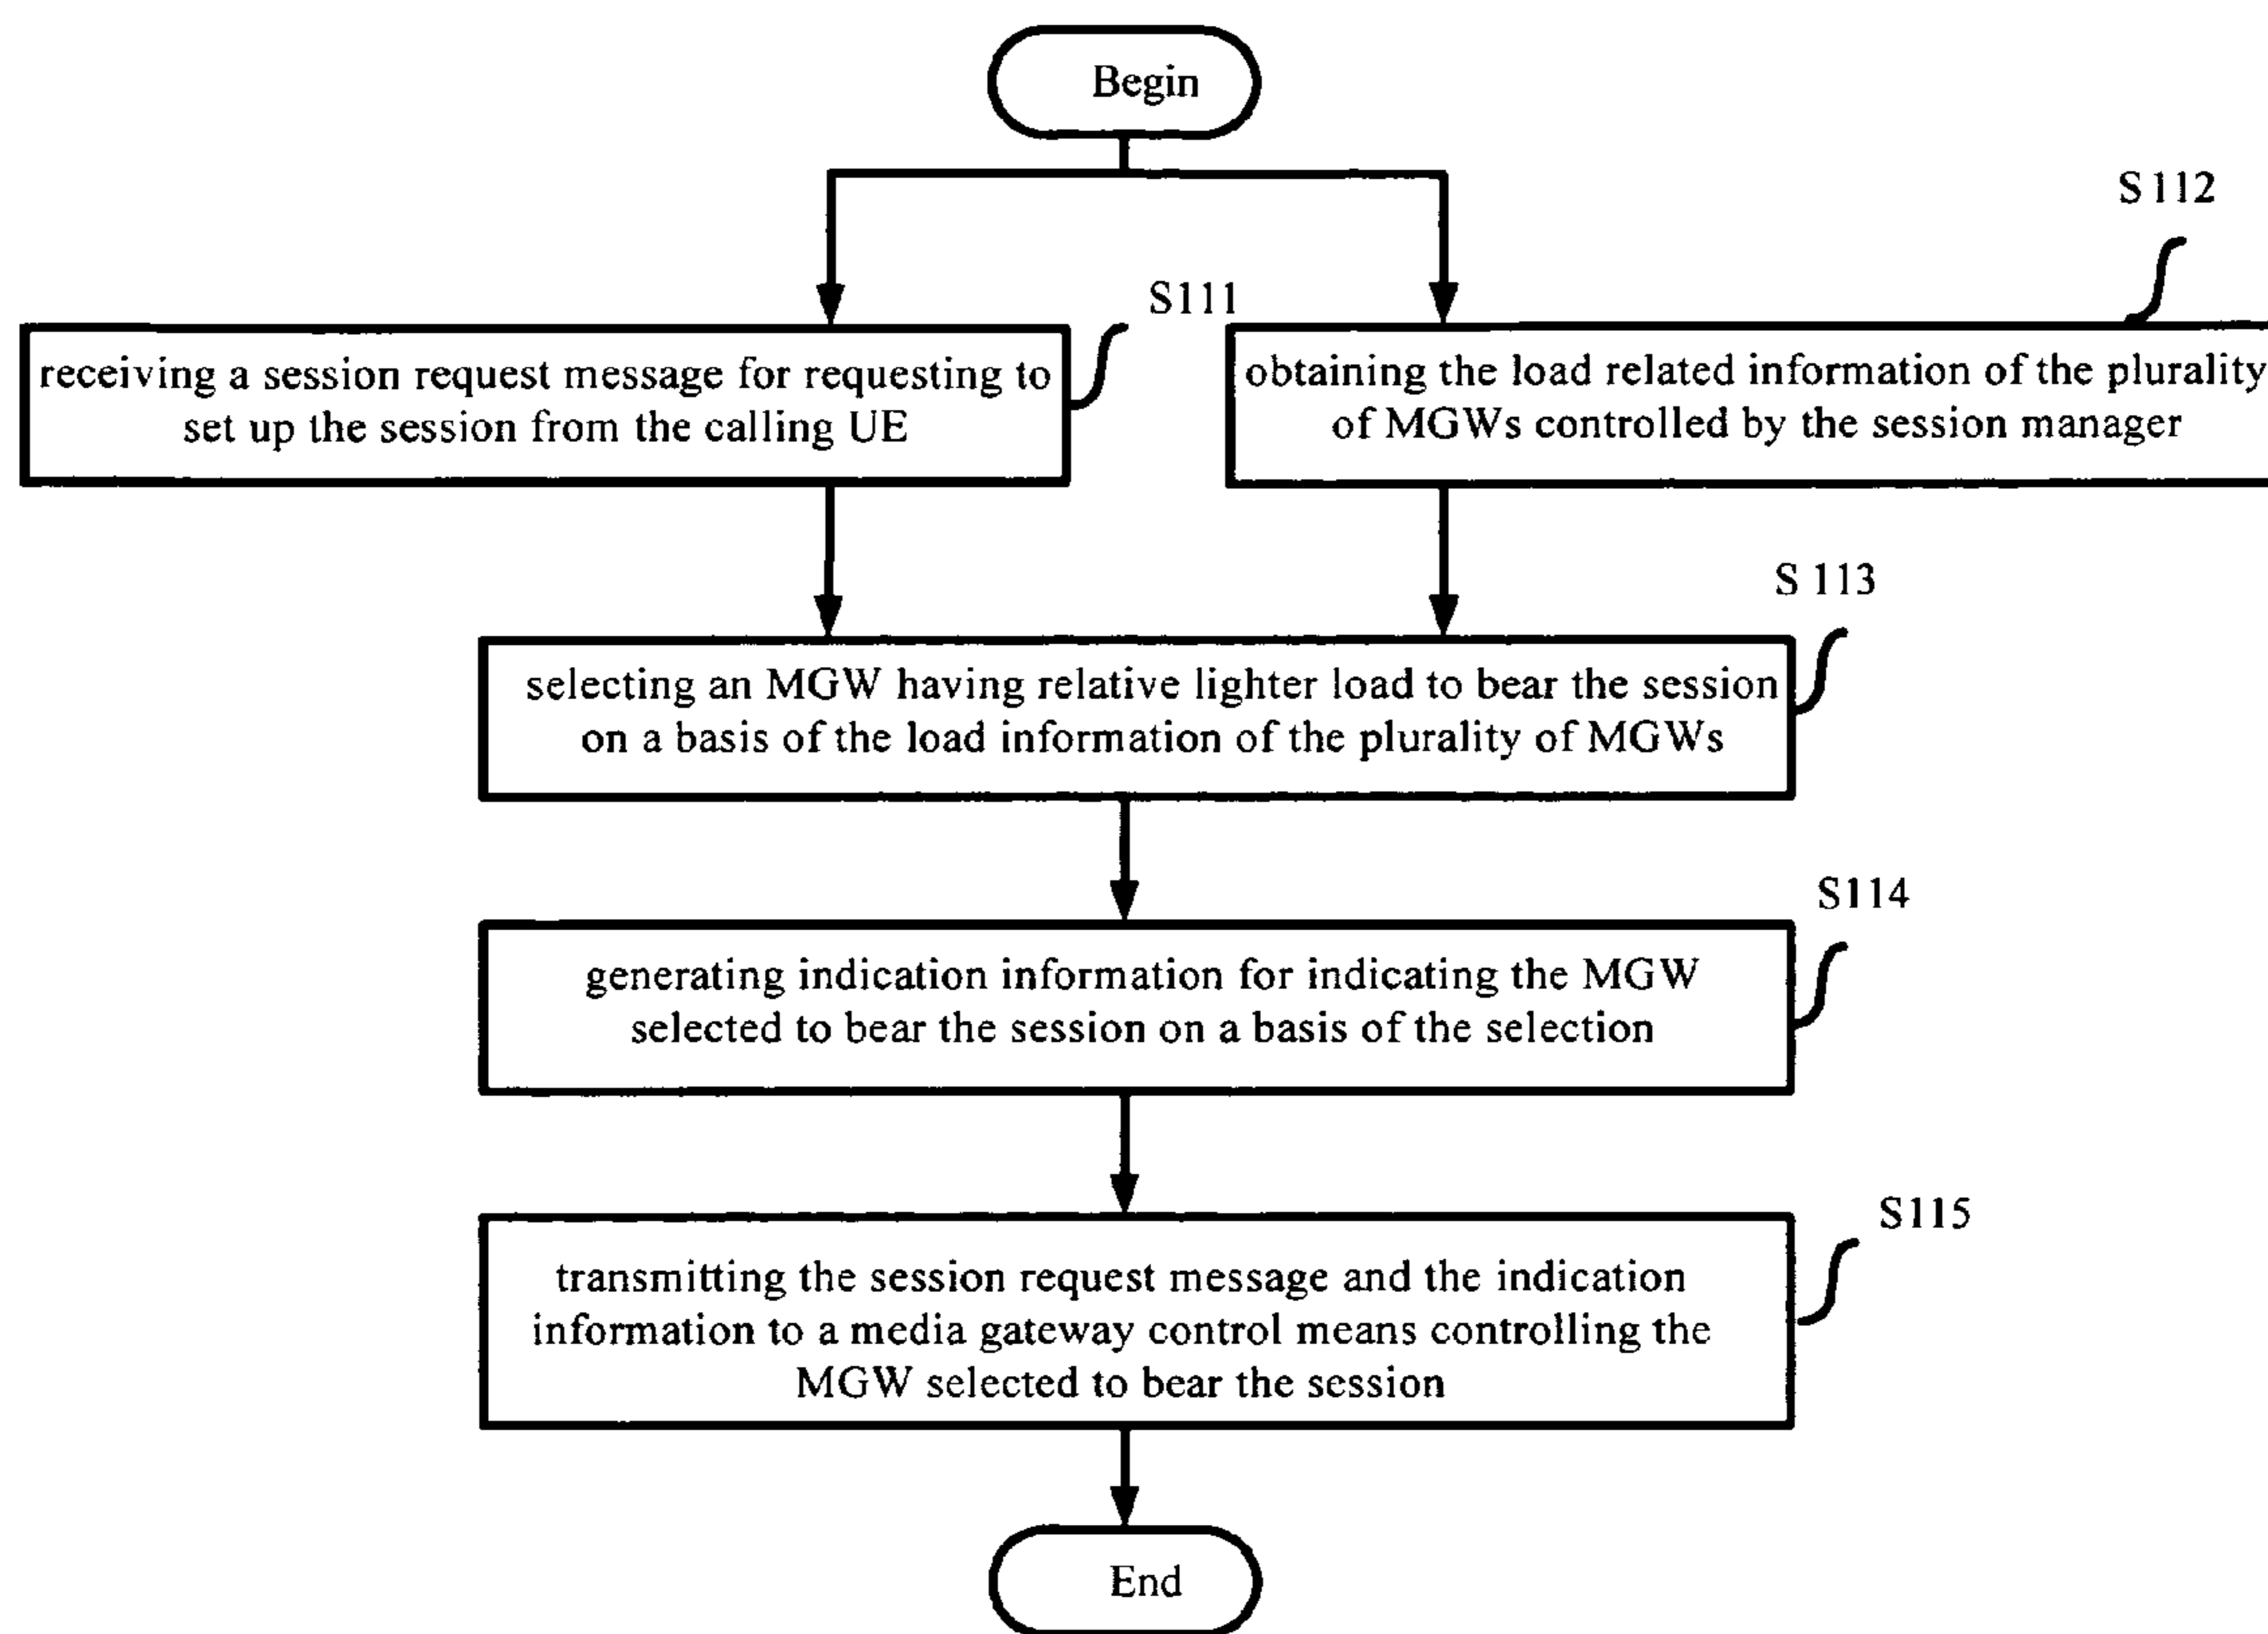 Begin
S 112
S111
receiving a session request message for requesting to
set up the session from the calling UE
obtaining the load related information of the plurality
of MGWs controlled by the session manager
S 113
selecting an MGW having relative lighter load to bear the session
on a basis of the load information of the plurality of MGWs
S114
generating indication information for indicating the MGW
selected to bear the session on a basis of the selection
S115
transmitting the session request message and the indication
information to a media gateway control means controlling the
MGW selected to bear the session
End